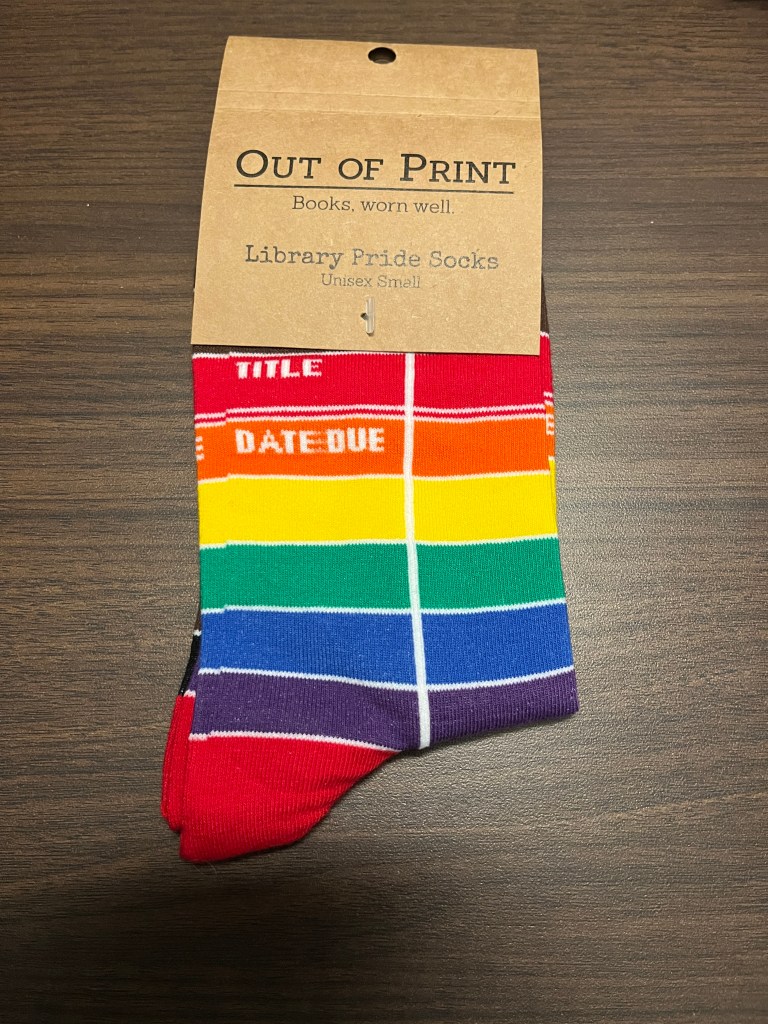 OUT OF PRINT
Books, worn well.
Library Pride Socks
Unisex Small
TITLE
DATE DUE
E
E